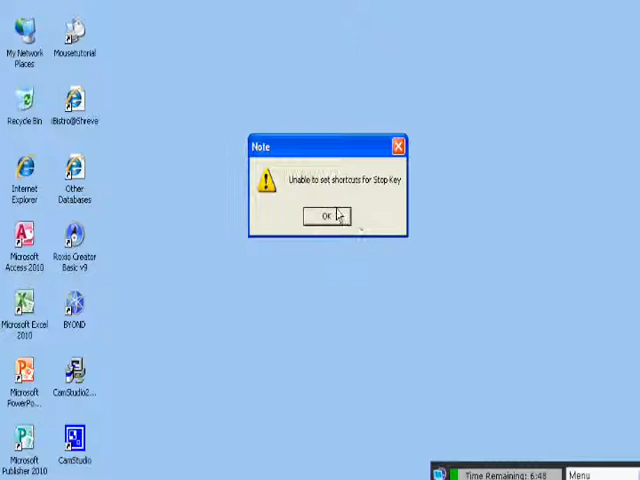 My Network
Places
Mousetutorial
Recycle Bin
iBistro@Shreve
Internet
Explorer
Other
Databases
Microsoft
Access 2010
Roxio Creator
Basic v9
Microsoft Excel
2010
BYOND
Microsoft
PowerPo...
CamStudio2...
Microsoft
Publisher 2010
CamStudio
Note
Unable to set shortcuts for Stop Key
OK
Time Remaining: 6:48
Menu